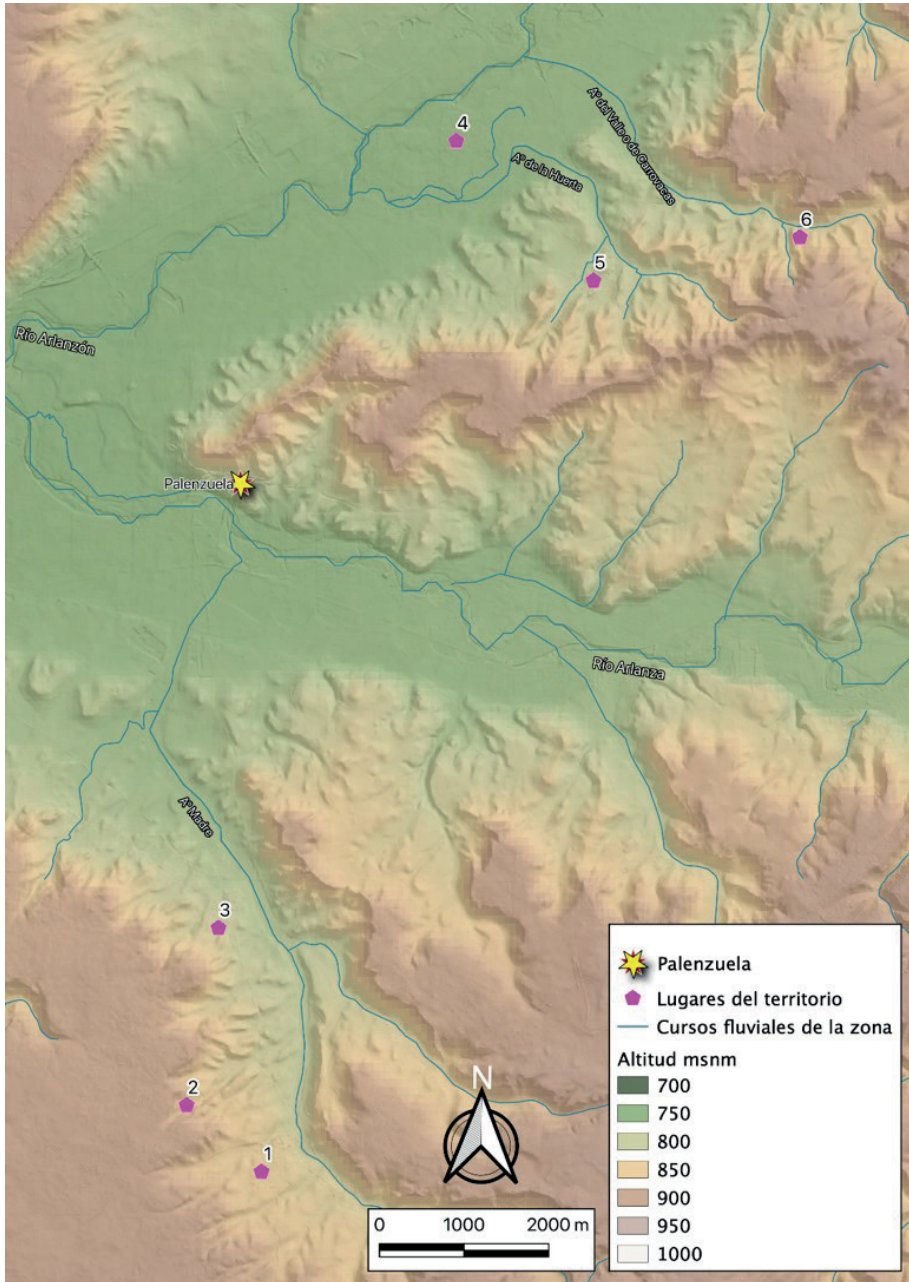 4
Aº del Valle o de Carrovacas
Aº de la Huerta
6
5
Río Arlanzón
Palenzuela
Río Arlanza
Aº Madre
3
2
1
N
0 1000 2000 m
Palenzuela
Lugares del territorio
Cursos fluviales de la zona
Altitud msnm
700
750
800
850
900
950
1000